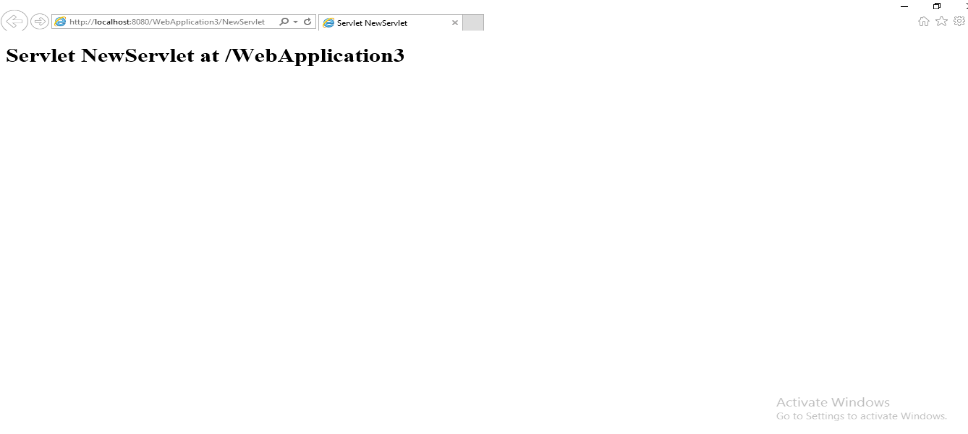 http://localhost:8080/WebApplication3/NewServlet
Servlet NewServlet
Servlet NewServlet at /WebApplication3
Activate Windows
Go to Settings to activate Windows.